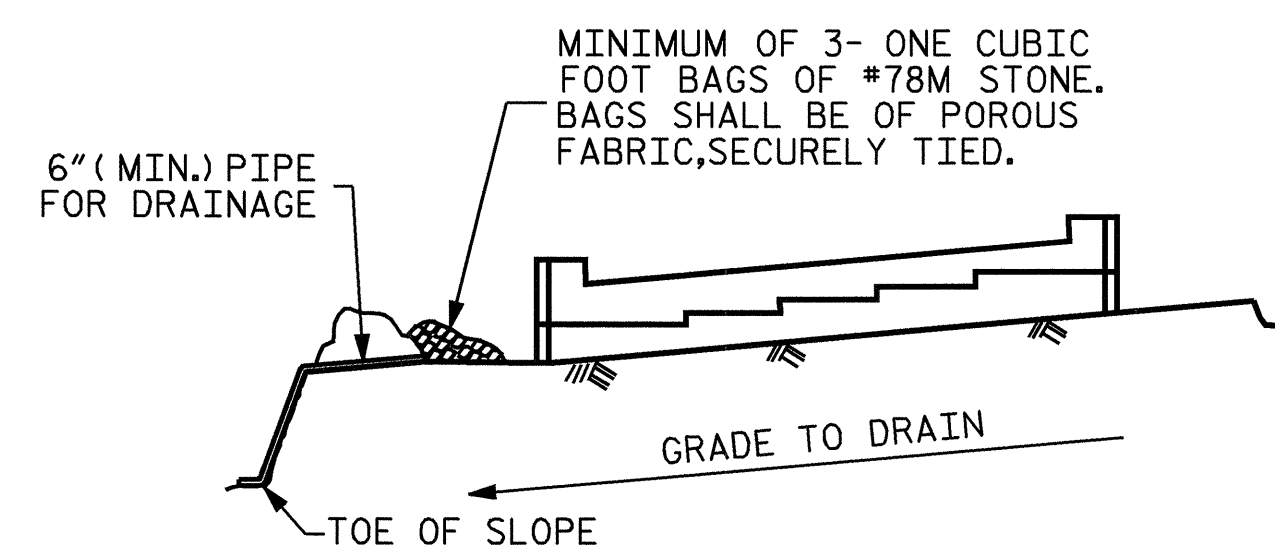 MINIMUM OF 3- ONE CUBIC
FOOT BAGS OF #78M STONE.
BAGS SHALL BE OF POROUS
FABRIC,SECURELY TIED.
6"(MIN.) PIPE
FOR DRAINAGE
GRADE TO DRAIN
TOE OF SLOPE